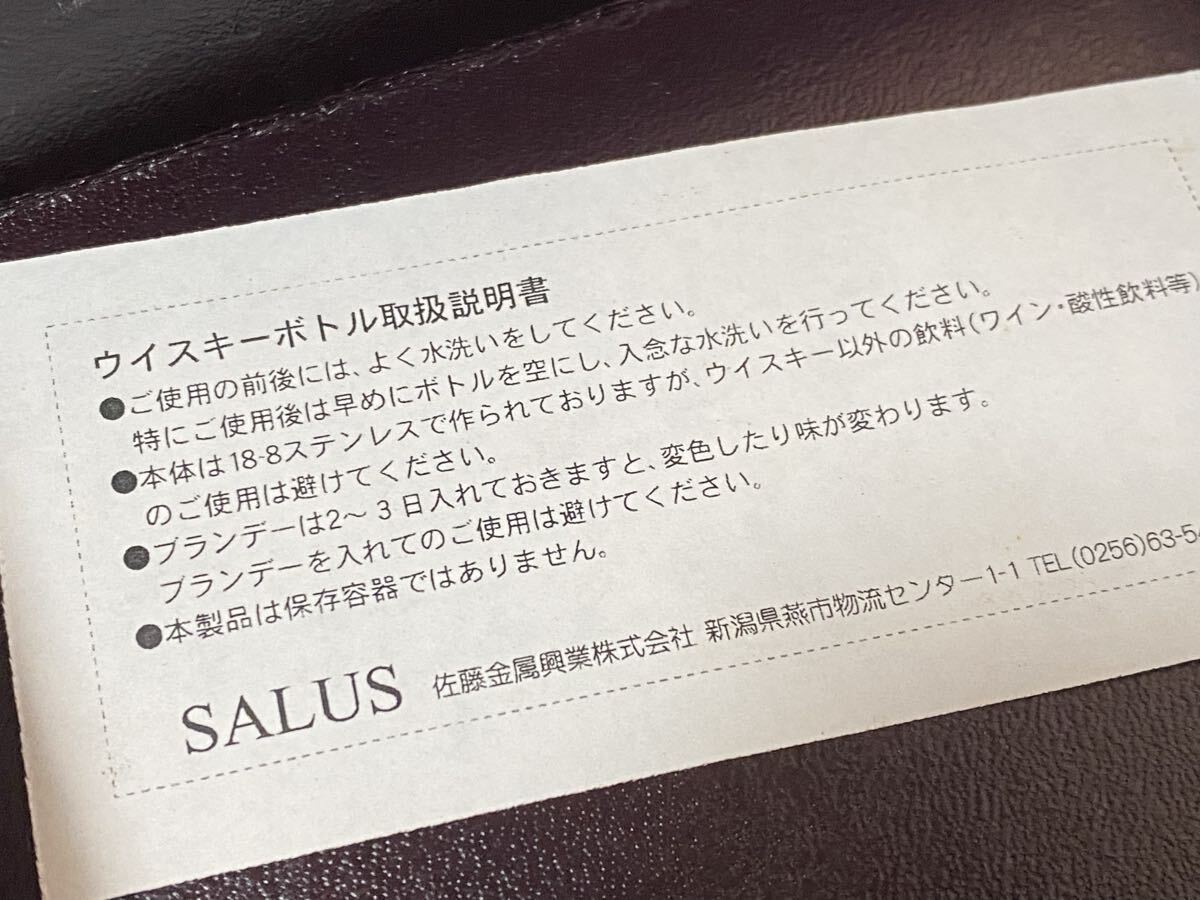 ウイスキーボトル取扱説明書
●ご使用の前後には、よく水洗いをしてください。
特にご使用後は早めにボトルを空にし、入念な水洗いを行ってください。
●本体は18-8ステンレスで作られておりますが、ウイスキー以外の飲料(ワイン・酸性飲料等)
のご使用は避けてください。
●ブランデーは2〜3日入れておきますと、変色したり味が変わります。
ブランデーを入れてのご使用は避けてください。
●本製品は保存容器ではありません。
SALUS 佐藤金属興業株式会社 新潟県燕市物流センター1-1 TEL(0256)63-5